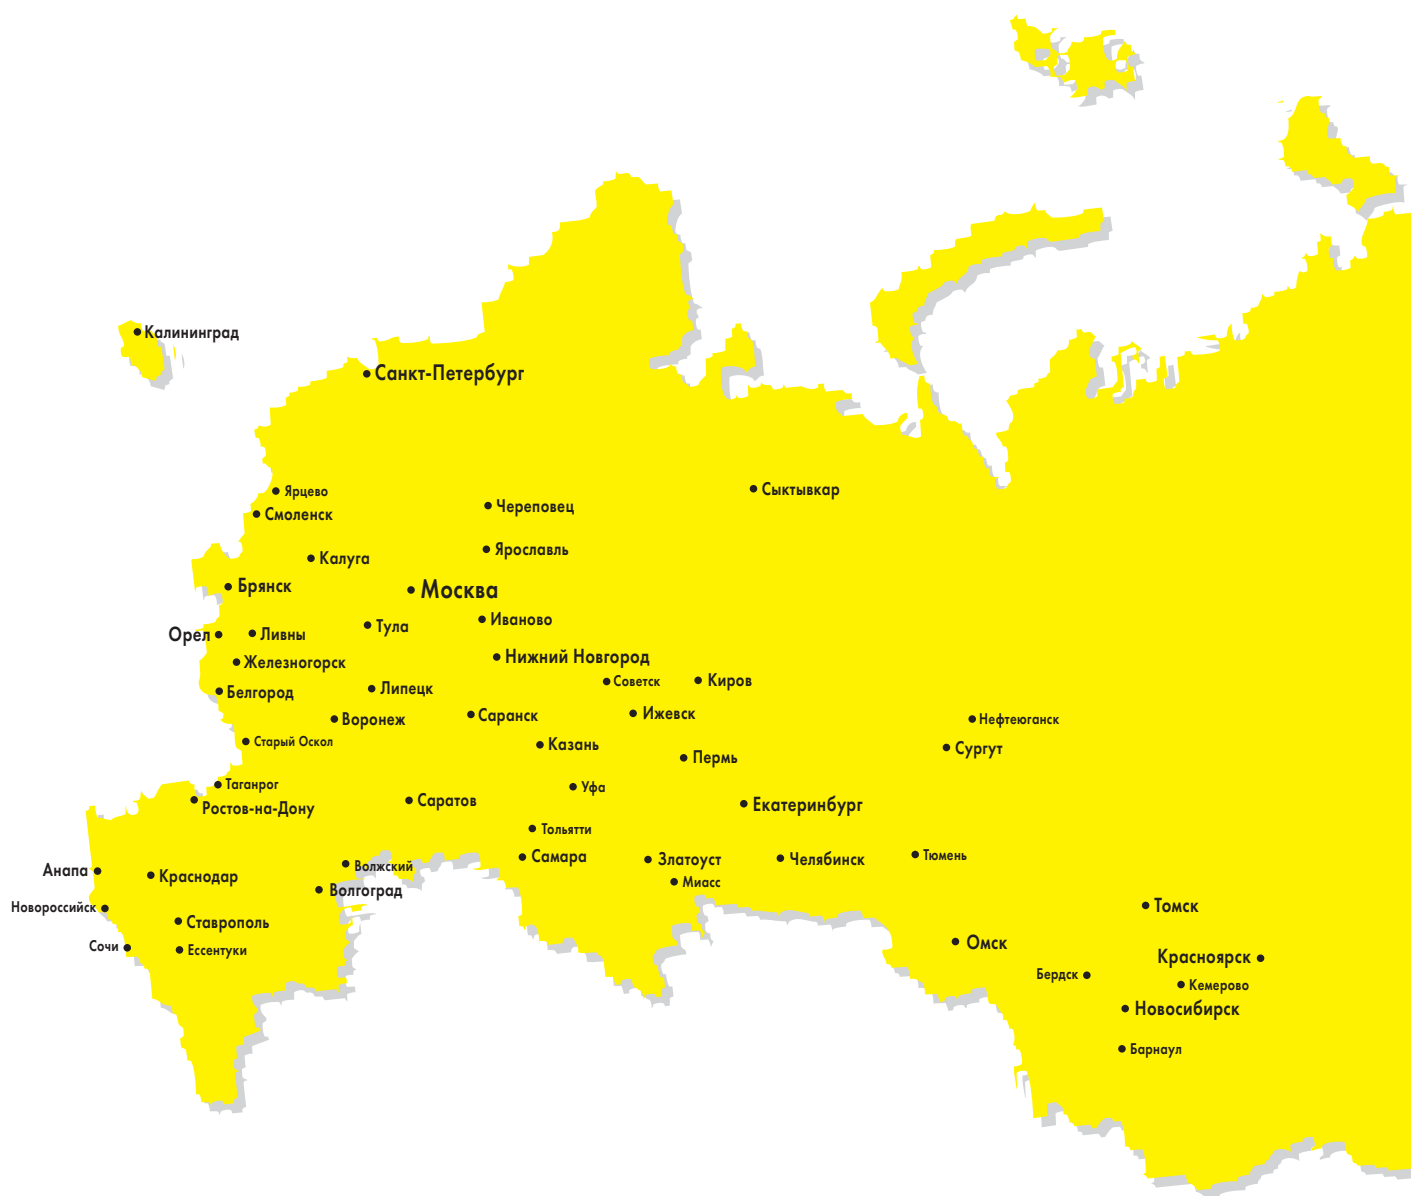 Калининград
Санкт-Петербург
Ярцево
Сыктывкар
Череповец
Смоленск
Ярославль
Калуга
Брянск
Москва
Иваново
Тула
Орел
Ливны
Нижний Новгород
Железногорск
Советск
Киров
Белгород
Липецк
Ижевск
Саранск
Воронеж
Нефтеюганск
Старый Оскол
Казань
Сургут
Пермь
Таганрог
Уфа
Ростов-на-Дону
Саратов
Екатеринбург
Тольятти
Самара
Златоуст
Челябинск
Тюмень
Волжский
Анапа
Краснодар
Миасс
Волгоград
Новороссийск
Томск
Ставрополь
Сочи
Ессентуки
Омск
Красноярск
Бердск
Кемерово
Новосибирск
Барнаул